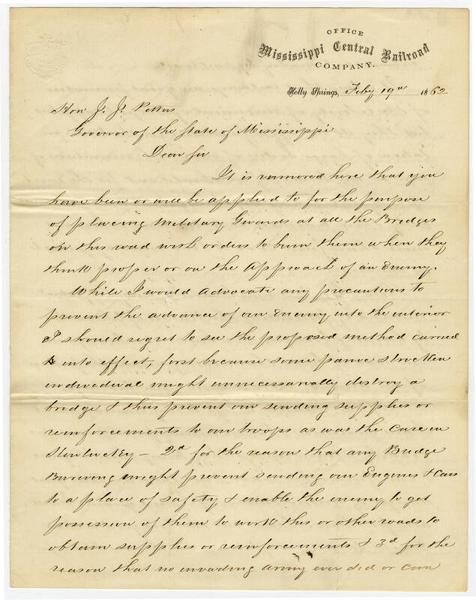 OFFICE
Mississippi Central Railroad
COMPANY.
Holly Springs, Feby 19th 1862
Hon J. J. Pettus
Governor of the State of Mississippi
Dear Sir
It is rumored here that you
have been or will be applied to for the purpose
of placing Military Guards at all the Bridges
on this road with orders to burn them when they
think proper or on the Approach of an Enemy.
While I would Advocate any precautions to
prevent the advance of our Enemy into the interior
I should regret to see the proposed method carried
into effect, first because some panic stricken
individual might unnecessarily destroy a
bridge & thus prevent our sending supplies or
reinforcements to our troops as was the case in
Kentucky — 2d for the reason that any Bridge
Burning might prevent sending our Engines & Cars
to a place of safety & enable the enemy to get
possession of them to work this or other roads to
obtain supplies or reinforcements & 3d for the
reason that no invading Army ever did or can